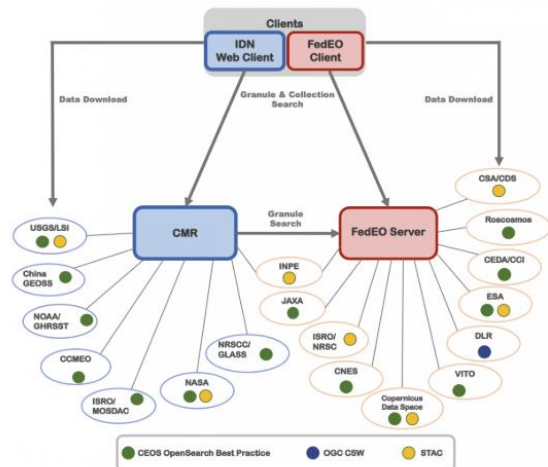 Clients
IDN
Web Client
FedEO
Client
Data Download
Granule & Collection
Search
Data Download
CSA/CDS
USGS/LSI
CMR
Granule
Search
FedEO Server
Roscosmos
China
GEOSS
INPE
CEDA/CCI
JAXA
ESA
NOAA/
GHRSST
ISRO/
NRSC
DLR
NRSCC/
GLASS
CCMEO
CNES
VITO
ISRO/
MOSDAC
NASA
Copernicus
Data Space
CEOS OpenSearch Best Practice
OGC CSW
STAC